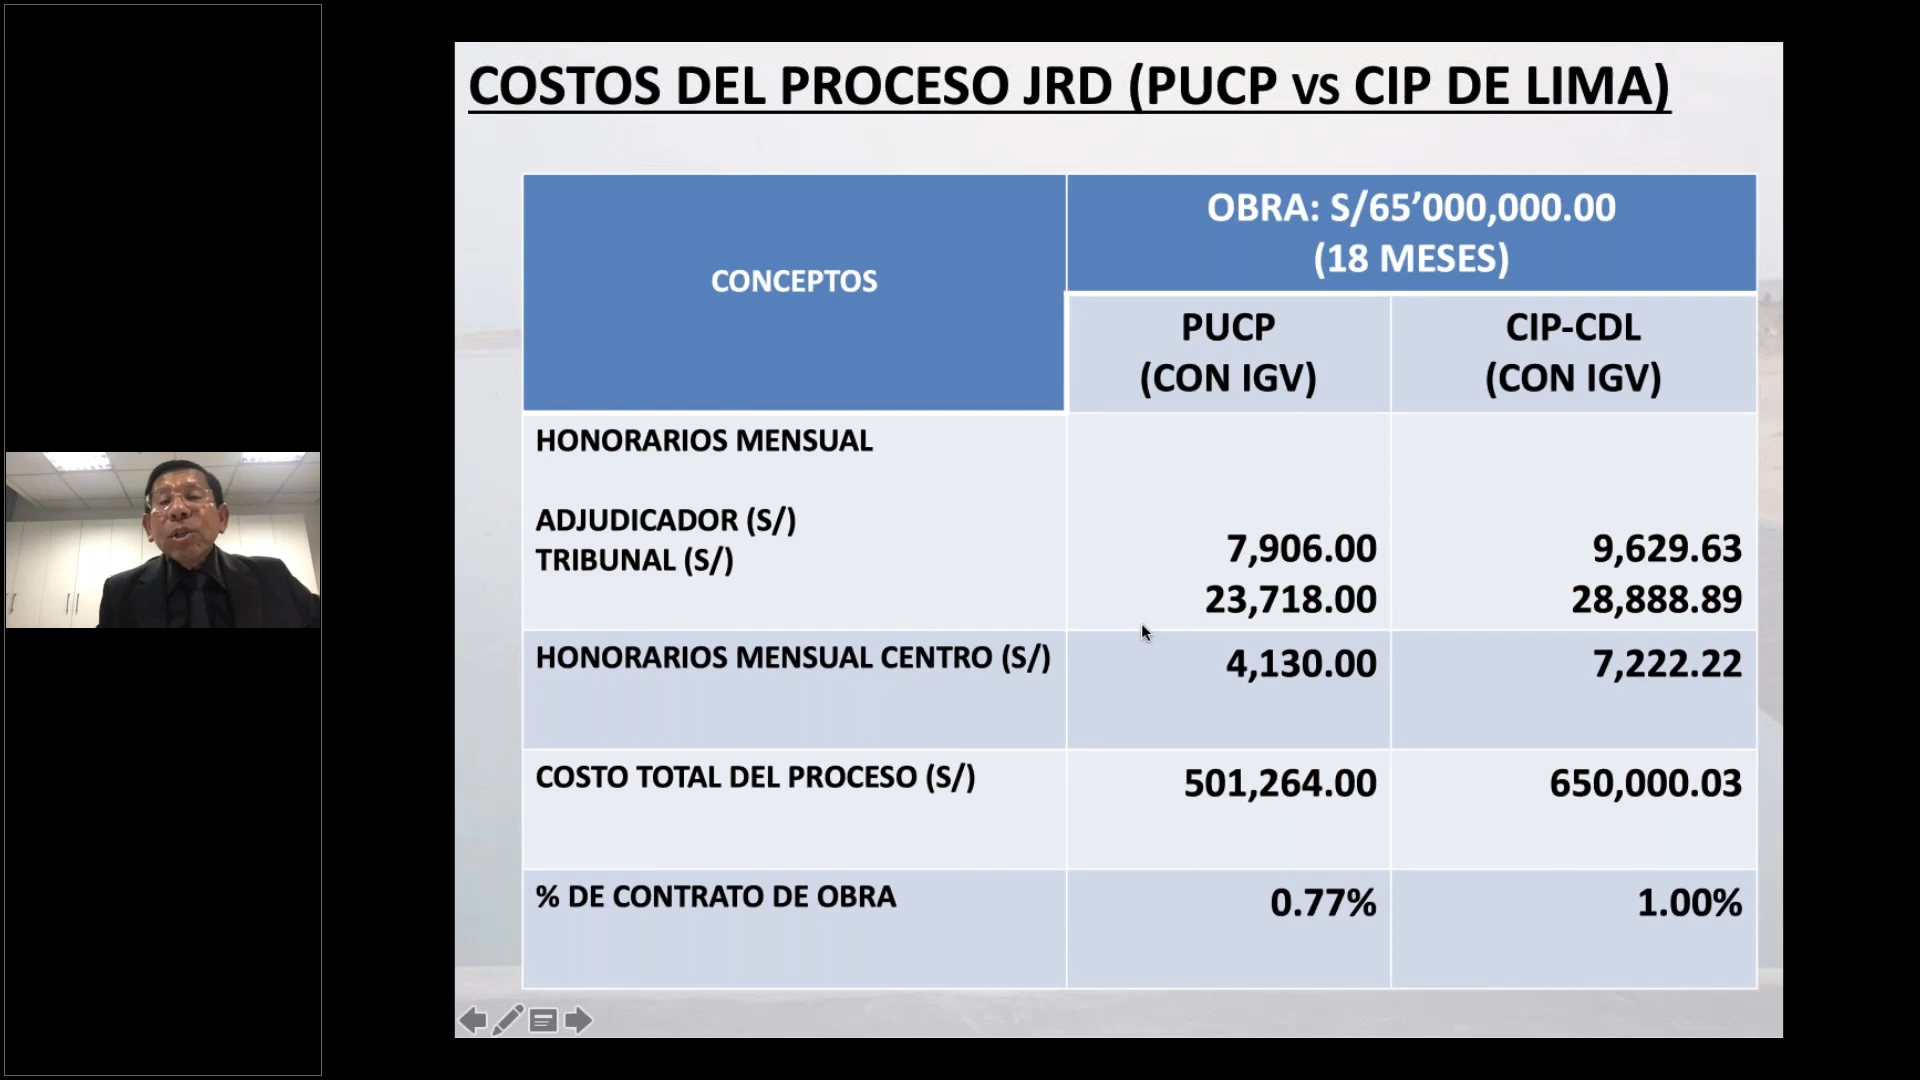 COSTOS DEL PROCESO JRD (PUCP VS CIP DE LIMA)
CONCEPTOS
OBRA: S/65’000,000.00
(18 MESES)
PUCP
(CON IGV)
CIP-CDL
(CON IGV)
HONORARIOS MENSUAL
ADJUDICADOR (S/)
TRIBUNAL (S/)
7,906.00
23,718.00
9,629.63
28,888.89
HONORARIOS MENSUAL CENTRO (S/)
4,130.00
7,222.22
COSTO TOTAL DEL PROCESO (S/)
501,264.00
650,000.03
% DE CONTRATO DE OBRA
0.77%
1.00%